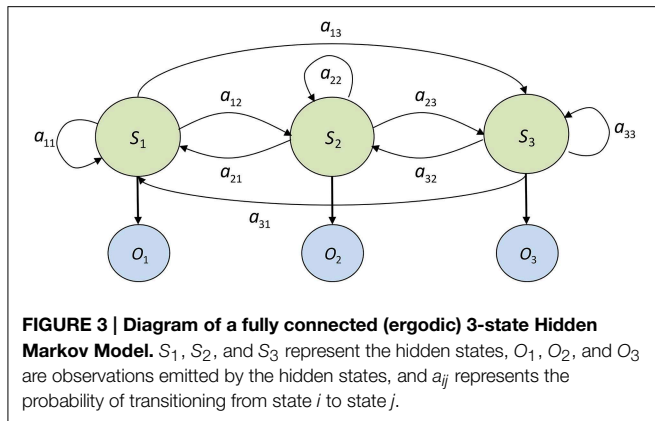 a₁₃
a₂₂
a₁₂
a₂₃
a₁₁
S₁
S₂
S₃
a₃₃
a₂₁
a₃₂
a₃₁
O₁
O₂
O₃
FIGURE 3 | Diagram of a fully connected (ergodic) 3-state Hidden
Markov Model. S₁, S₂, and S₃ represent the hidden states, O₁, O₂, and O₃
are observations emitted by the hidden states, and aᵢⱼ represents the
probability of transitioning from state i to state j.